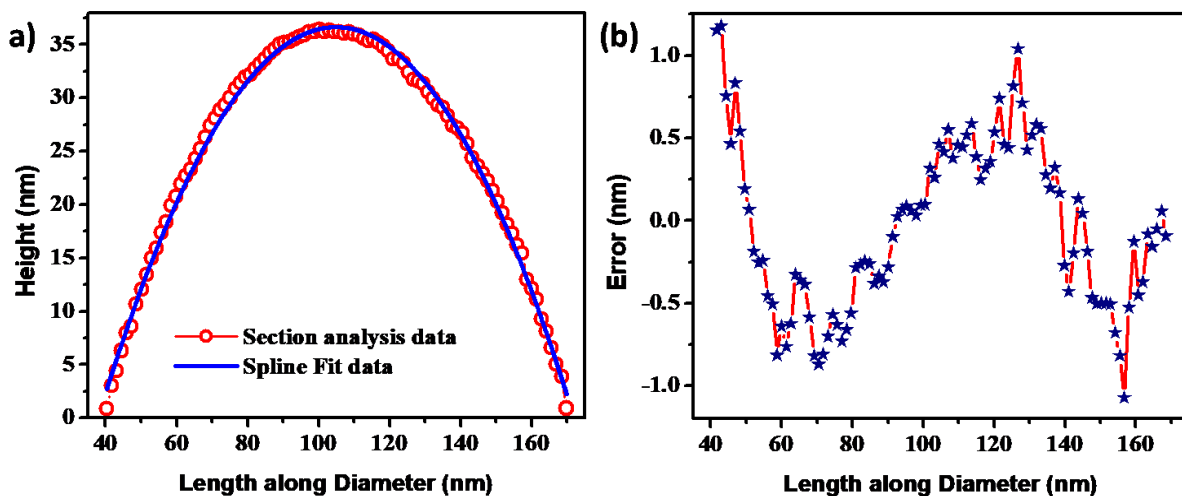 a)
35
30
25
20
15
10
5
0
Height (nm)
Section analysis data
Spline Fit data
40 60 80 100 120 140 160
Length along Diameter (nm)
(b)
1.0
0.5
0.0
-0.5
-1.0
Error (nm)
40 60 80 100 120 140 160
Length along Diameter (nm)